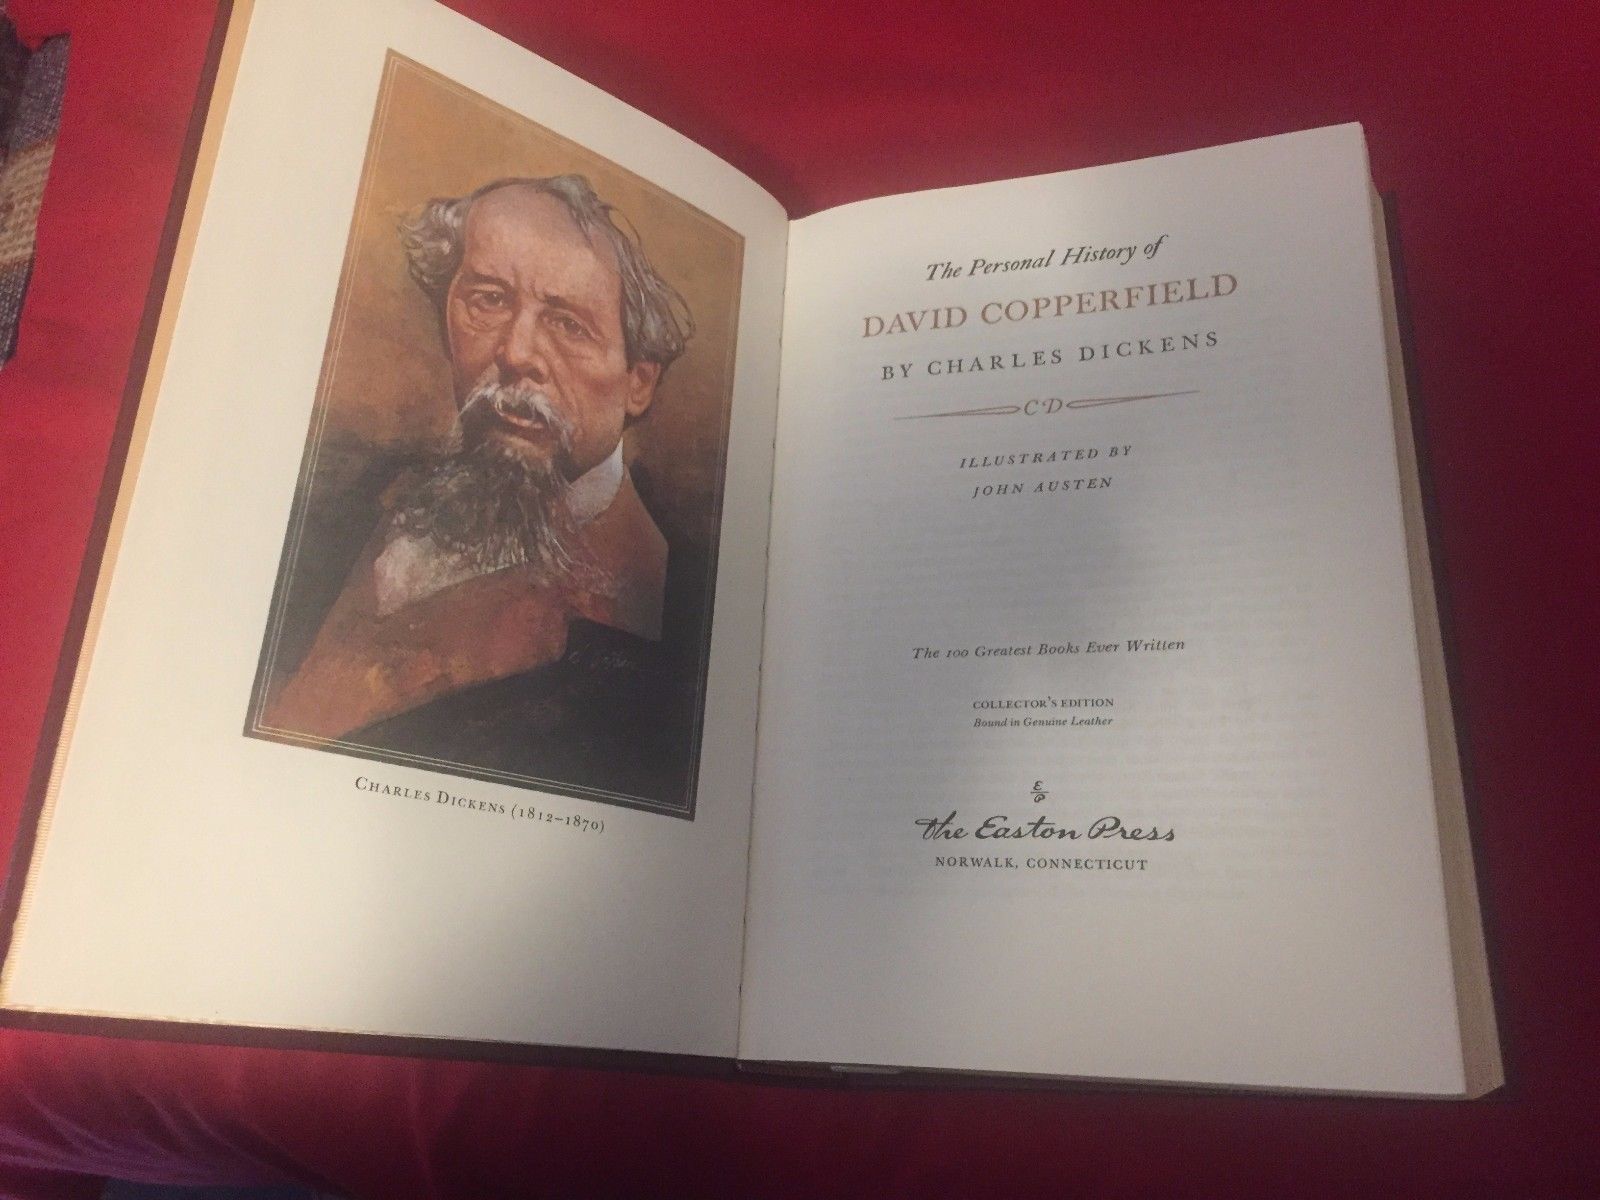 CHARLES DICKENS (1812–1870)
The Personal History of
DAVID COPPERFIELD
BY CHARLES DICKENS
CD
ILLUSTRATED BY
JOHN AUSTEN
The 100 Greatest Books Ever Written
COLLECTOR'S EDITION
Bound in Genuine Leather
The Easton Press
NORWALK, CONNECTICUT